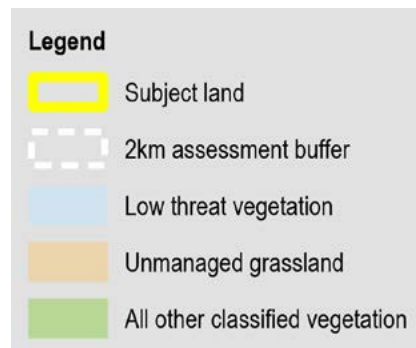 Legend
Subject land
2km assessment buffer
Low threat vegetation
Unmanaged grassland
All other classified vegetation